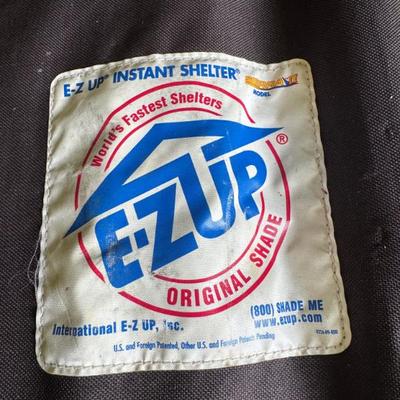 E-Z UP® INSTANT SHELTER®
MODEL
World's Fastest Shelters
E-ZUP®
ORIGINAL SHADE
(800) SHADE ME
International E-Z UP, Inc.
www.ezup.com
U.S. and Foreign Patented, Other U.S. and Foreign Patents Pending